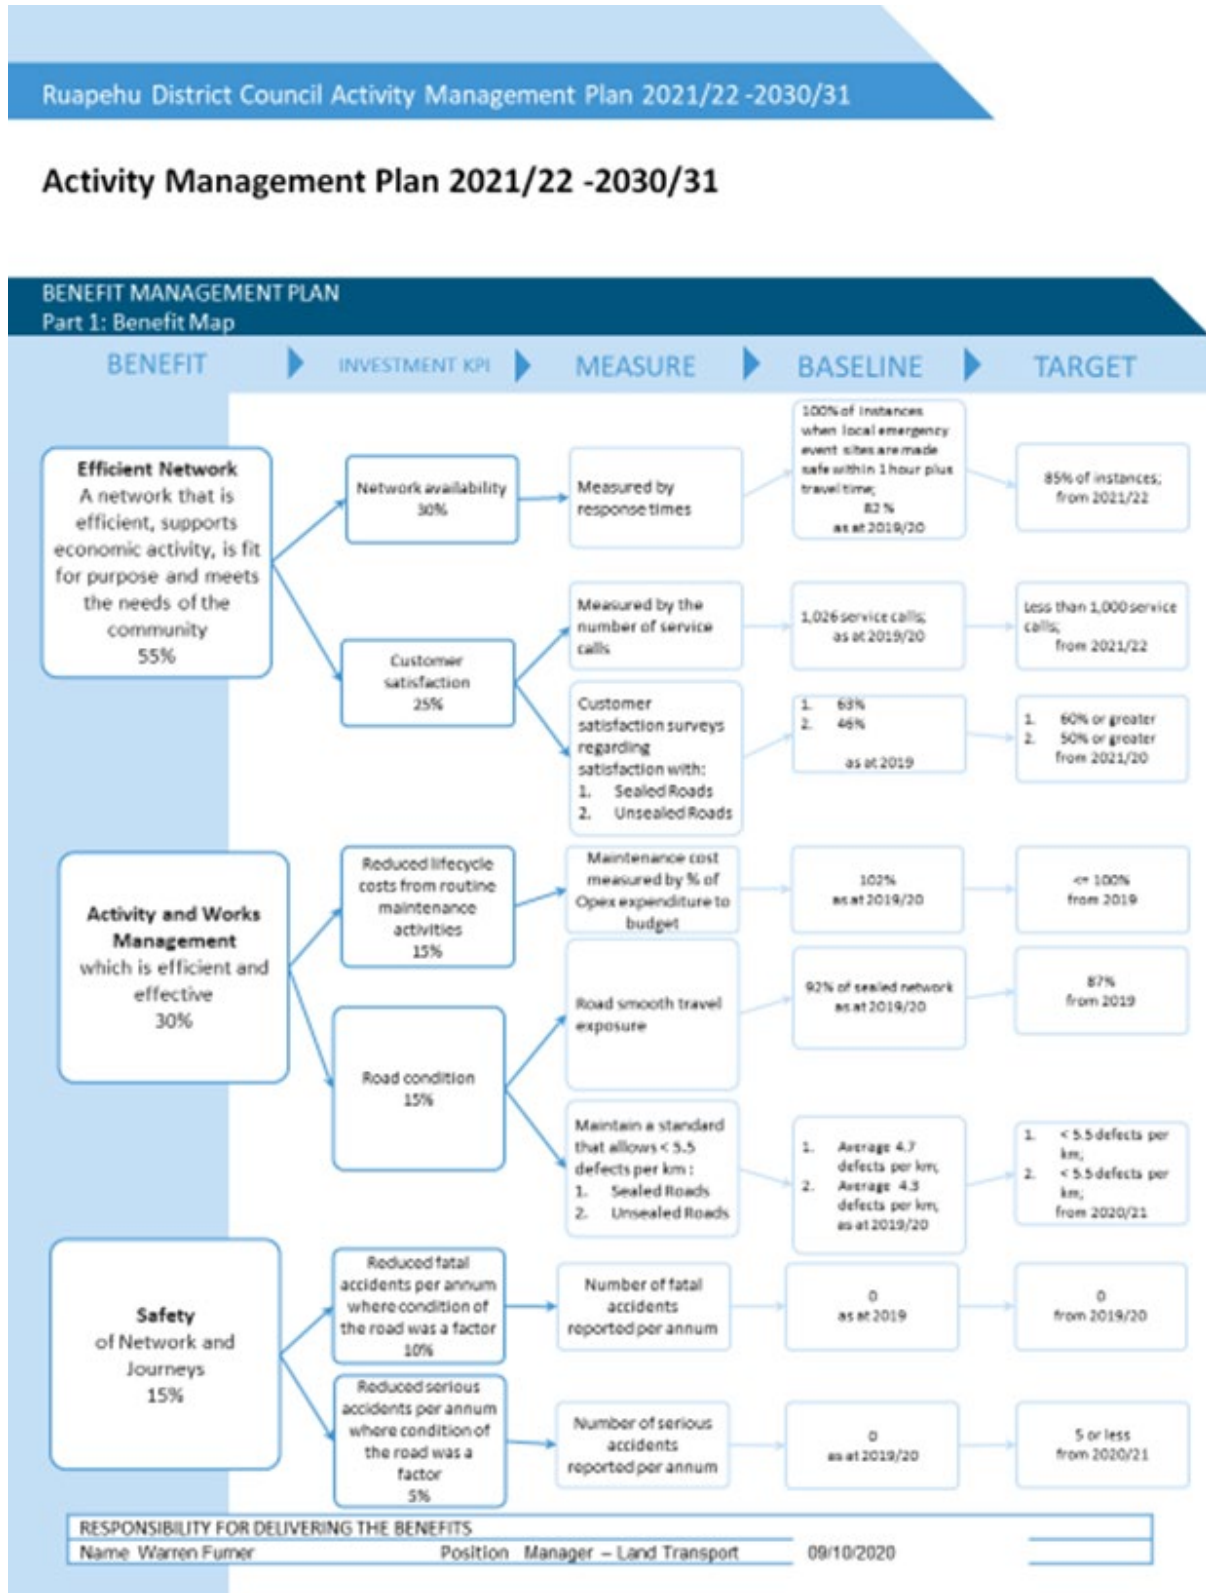 Ruapehu District Council Activity Management Plan 2021/22 -2030/31
Activity Management Plan 2021/22 -2030/31
BENEFIT MANAGEMENT PLAN
Part 1: Benefit Map
BENEFIT
INVESTMENT KPI
MEASURE
BASELINE
TARGET
Efficient Network
A network that is
efficient, supports
economic activity, is fit
for purpose and meets
the needs of the
community
55%
Network availability
30%
Measured by
response times
100% of instances
when local emergency
event sites are made
safe within 1 hour plus
travel time;
82 %
as at 2019/20
85% of instances;
from 2021/22
Customer
satisfaction
25%
Measured by the
number of service
calls
1,026 service calls;
as at 2019/20
Less than 1,000 service
calls;
from 2021/22
Customer
satisfaction surveys
regarding
satisfaction with:
1. Sealed Roads
2. Unsealed Roads
1. 63%
2. 46%
as at 2019
1. 60% or greater
2. 50% or greater
from 2021/20
Activity and Works
Management
which is efficient and
effective
30%
Reduced lifecycle
costs from routine
maintenance
activities
15%
Maintenance cost
measured by % of
Opex expenditure to
budget
102%
as at 2019/20
<= 100%
from 2019
Road condition
15%
Road smooth travel
exposure
92% of sealed network
as at 2019/20
87%
from 2019
Maintain a standard
that allows < 5.5
defects per km :
1. Sealed Roads
2. Unsealed Roads
1. Average 4.7
defects per km;
2. Average 4.3
defects per km;
as at 2019/20
1. < 5.5 defects per
km;
2. < 5.5 defects per
km;
from 2020/21
Safety
of Network and
Journeys
15%
Reduced fatal
accidents per annum
where condition of
the road was a factor
10%
Number of fatal
accidents
reported per annum
0
as at 2019
0
from 2019/20
Reduced serious
accidents per annum
where condition of
the road was a
factor
5%
Number of serious
accidents
reported per annum
0
as at 2019/20
5 or less
from 2020/21
RESPONSIBILITY FOR DELIVERING THE BENEFITS
Name Warren Furner Position Manager – Land Transport 09/10/2020